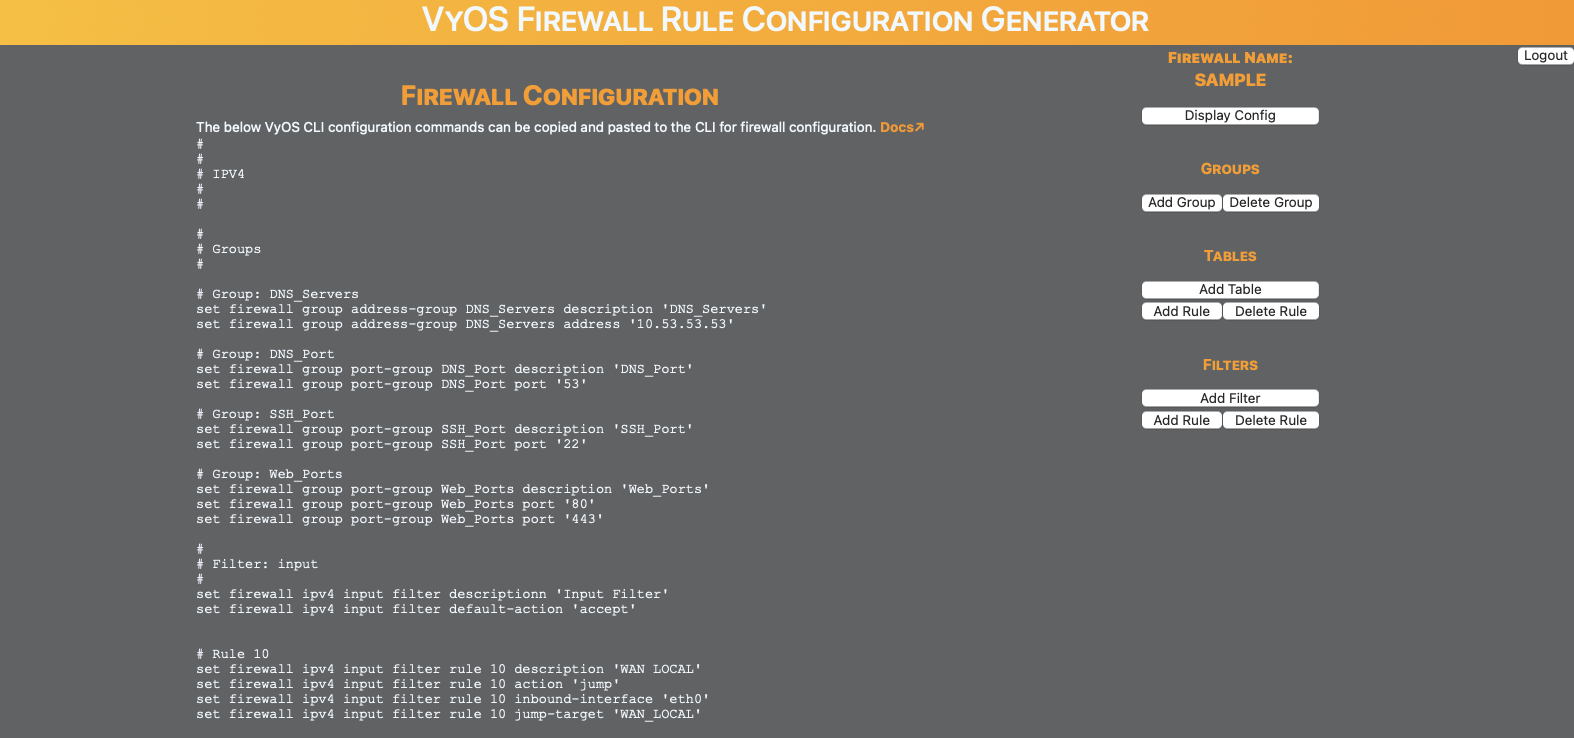 VyOS Firewall Rule Configuration Generator
Logout
Firewall Configuration
The below VyOS CLI configuration commands can be copied and pasted to the CLI for firewall configuration. Docs↗
#
#
# IPV4
#
#
#
# Groups
#
# Group: DNS_Servers
set firewall group address-group DNS_Servers description 'DNS_Servers'
set firewall group address-group DNS_Servers address '10.53.53.53'
# Group: DNS_Port
set firewall group port-group DNS_Port description 'DNS_Port'
set firewall group port-group DNS_Port port '53'
# Group: SSH_Port
set firewall group port-group SSH_Port description 'SSH_Port'
set firewall group port-group SSH_Port port '22'
# Group: Web_Ports
set firewall group port-group Web_Ports description 'Web_Ports'
set firewall group port-group Web_Ports port '80'
set firewall group port-group Web_Ports port '443'
#
# Filter: input
#
set firewall ipv4 input filter descriptionn 'Input Filter'
set firewall ipv4 input filter default-action 'accept'
# Rule 10
set firewall ipv4 input filter rule 10 description 'WAN LOCAL'
set firewall ipv4 input filter rule 10 action 'jump'
set firewall ipv4 input filter rule 10 inbound-interface 'eth0'
set firewall ipv4 input filter rule 10 jump-target 'WAN_LOCAL'
Firewall Name:
SAMPLE
Display Config
Groups
Add Group Delete Group
Tables
Add Table
Add Rule Delete Rule
Filters
Add Filter
Add Rule Delete Rule